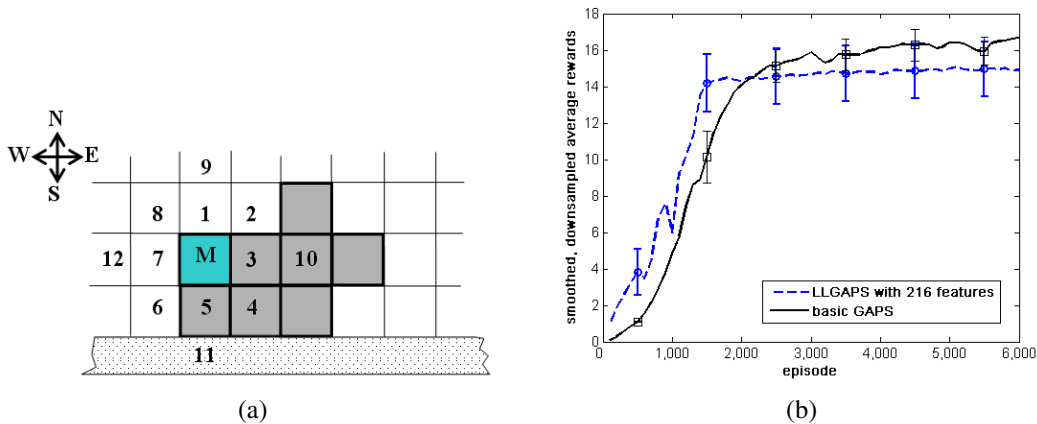 N
W E
S
9
8 1 2
12 7 M 3 10
6 5 4
11
(a)
smoothed, downsampled average rewards
18
16
14
12
10
8
6
4
2
0
0 1,000 2,000 3,000 4,000 5,000 6,000
episode
LLGAPS with 216 features
basic GAPS
(b)